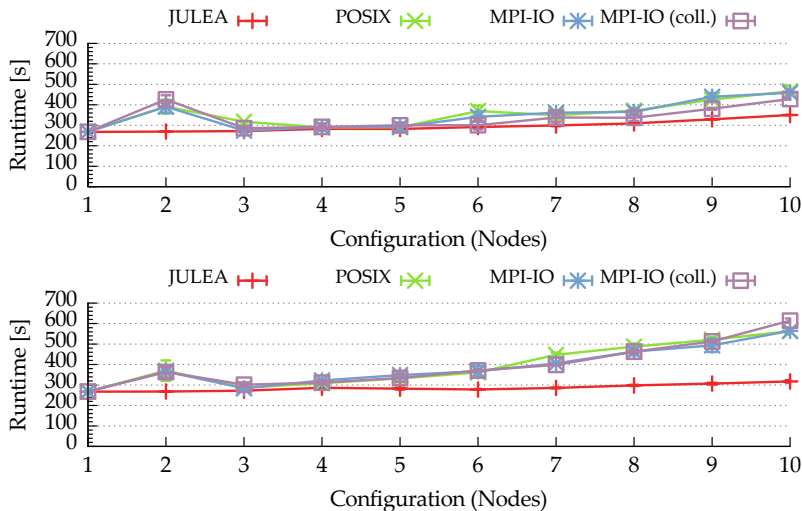 JULEA POSIX MPI-IO MPI-IO (coll.)
700
600
500
400
300
200
100
0
Runtime [s]
1 2 3 4 5 6 7 8 9 10
Configuration (Nodes)
JULEA POSIX MPI-IO MPI-IO (coll.)
700
600
500
400
300
200
100
0
Runtime [s]
1 2 3 4 5 6 7 8 9 10
Configuration (Nodes)